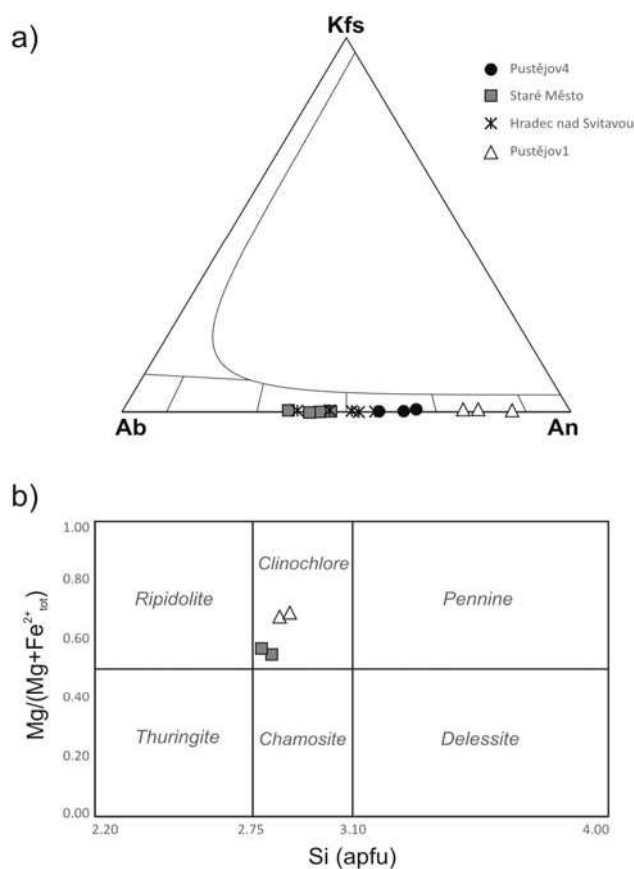 a)
Kfs
Pustějov4
Staré Město
Hradec nad Svitavou
Pustějov1
Ab
An
b)
1.00
0.80
0.60
0.40
0.20
0.00
Mg/(Mg+Fe²⁺tot)
Ripidolite
Clinochlore
Pennine
Thuringite
Chamosite
Delessite
2.20
2.75
3.10
4.00
Si (apfu)